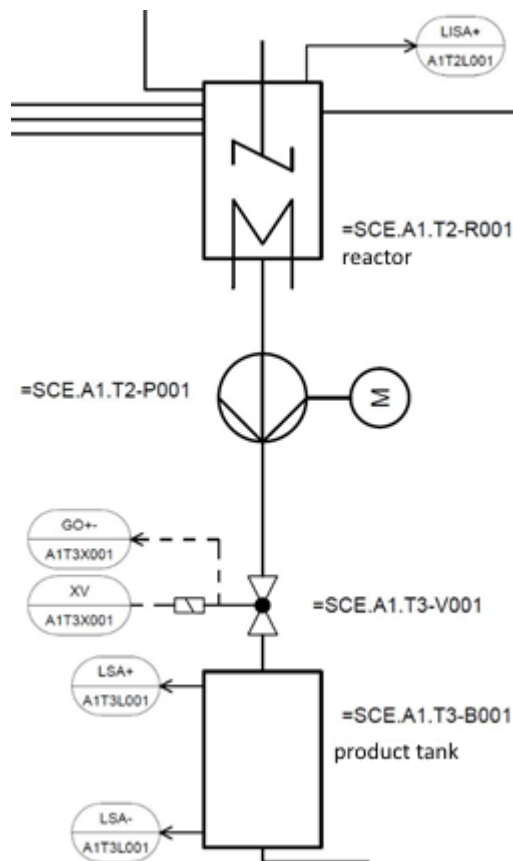 LISA+
A1T2L001
=SCE.A1.T2-R001
reactor
=SCE.A1.T2-P001
M
GO+-
A1T3X001
XV
A1T3X001
=SCE.A1.T3-V001
LSA+
A1T3L001
=SCE.A1.T3-B001
product tank
LSA-
A1T3L001